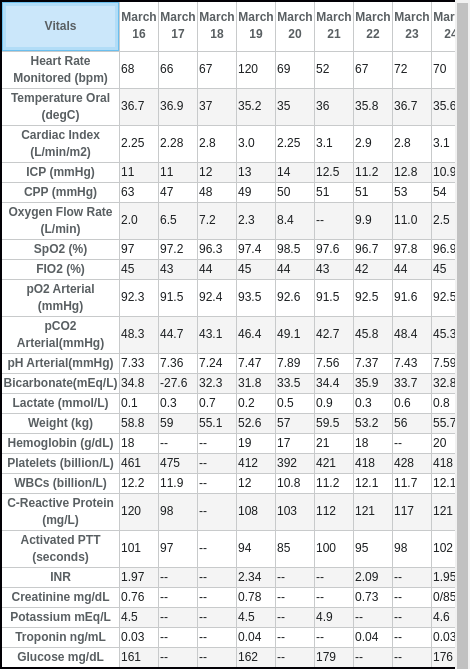 Vitals March 16 March 17 March 18 March 19 March 20 March 21 March 22 March 23 March 24
Heart Rate Monitored (bpm) 68 66 67 120 69 52 67 72 70
Temperature Oral (degC) 36.7 36.9 37 35.2 35 36 35.8 36.7 35.6
Cardiac Index (L/min/m2) 2.25 2.28 2.8 3.0 2.25 3.1 2.9 2.8 3.1
ICP (mmHg) 11 11 12 13 14 12.5 11.2 12.8 10.9
CPP (mmHg) 63 47 48 49 50 51 51 53 54
Oxygen Flow Rate (L/min) 2.0 6.5 7.2 2.3 8.4 -- 9.9 11.0 2.5
SpO2 (%) 97 97.2 96.3 97.4 98.5 97.6 96.7 97.8 96.9
FIO2 (%) 45 43 44 45 44 43 42 44 45
pO2 Arterial (mmHg) 92.3 91.5 92.4 93.5 92.6 91.5 92.5 91.6 92.5
pCO2 Arterial(mmHg) 48.3 44.7 43.1 46.4 49.1 42.7 45.8 48.4 45.3
pH Arterial(mmHg) 7.33 7.36 7.24 7.47 7.89 7.56 7.37 7.43 7.59
Bicarbonate(mEq/L) 34.8 -27.6 32.3 31.8 33.5 34.4 35.9 33.7 32.8
Lactate (mmol/L) 0.1 0.3 0.7 0.2 0.5 0.9 0.3 0.6 0.8
Weight (kg) 58.8 59 55.1 52.6 57 59.5 53.2 56 55.7
Hemoglobin (g/dL) 18 -- -- 19 17 21 18 -- 20
Platelets (billion/L) 461 475 -- 412 392 421 418 428 418
WBCs (billion/L) 12.2 11.9 -- 12 10.8 11.2 12.1 11.7 12.1
C-Reactive Protein (mg/L) 120 98 -- 108 103 112 121 117 121
Activated PTT (seconds) 101 97 -- 94 85 100 95 98 102
INR 1.97 -- -- 2.34 -- -- 2.09 -- 1.95
Creatinine mg/dL 0.76 -- -- 0.78 -- -- 0.73 -- 0/85
Potassium mEq/L 4.5 -- -- 4.5 -- 4.9 -- -- 4.6
Troponin ng/mL 0.03 -- -- 0.04 -- -- 0.04 -- 0.03
Glucose mg/dL 161 -- -- 162 -- 179 -- -- 176